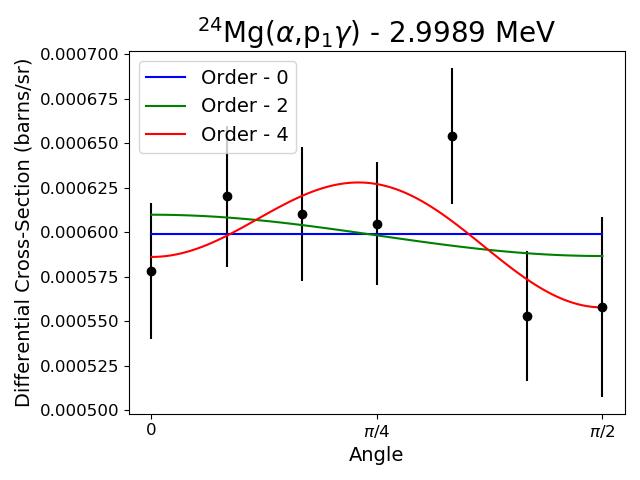 ²⁴Mg(α,p₁γ) - 2.9989 MeV
Differential Cross-Section (barns/sr)
0.000700
0.000675
0.000650
0.000625
0.000600
0.000575
0.000550
0.000525
0.000500
Order - 0
Order - 2
Order - 4
0
π/4
π/2
Angle